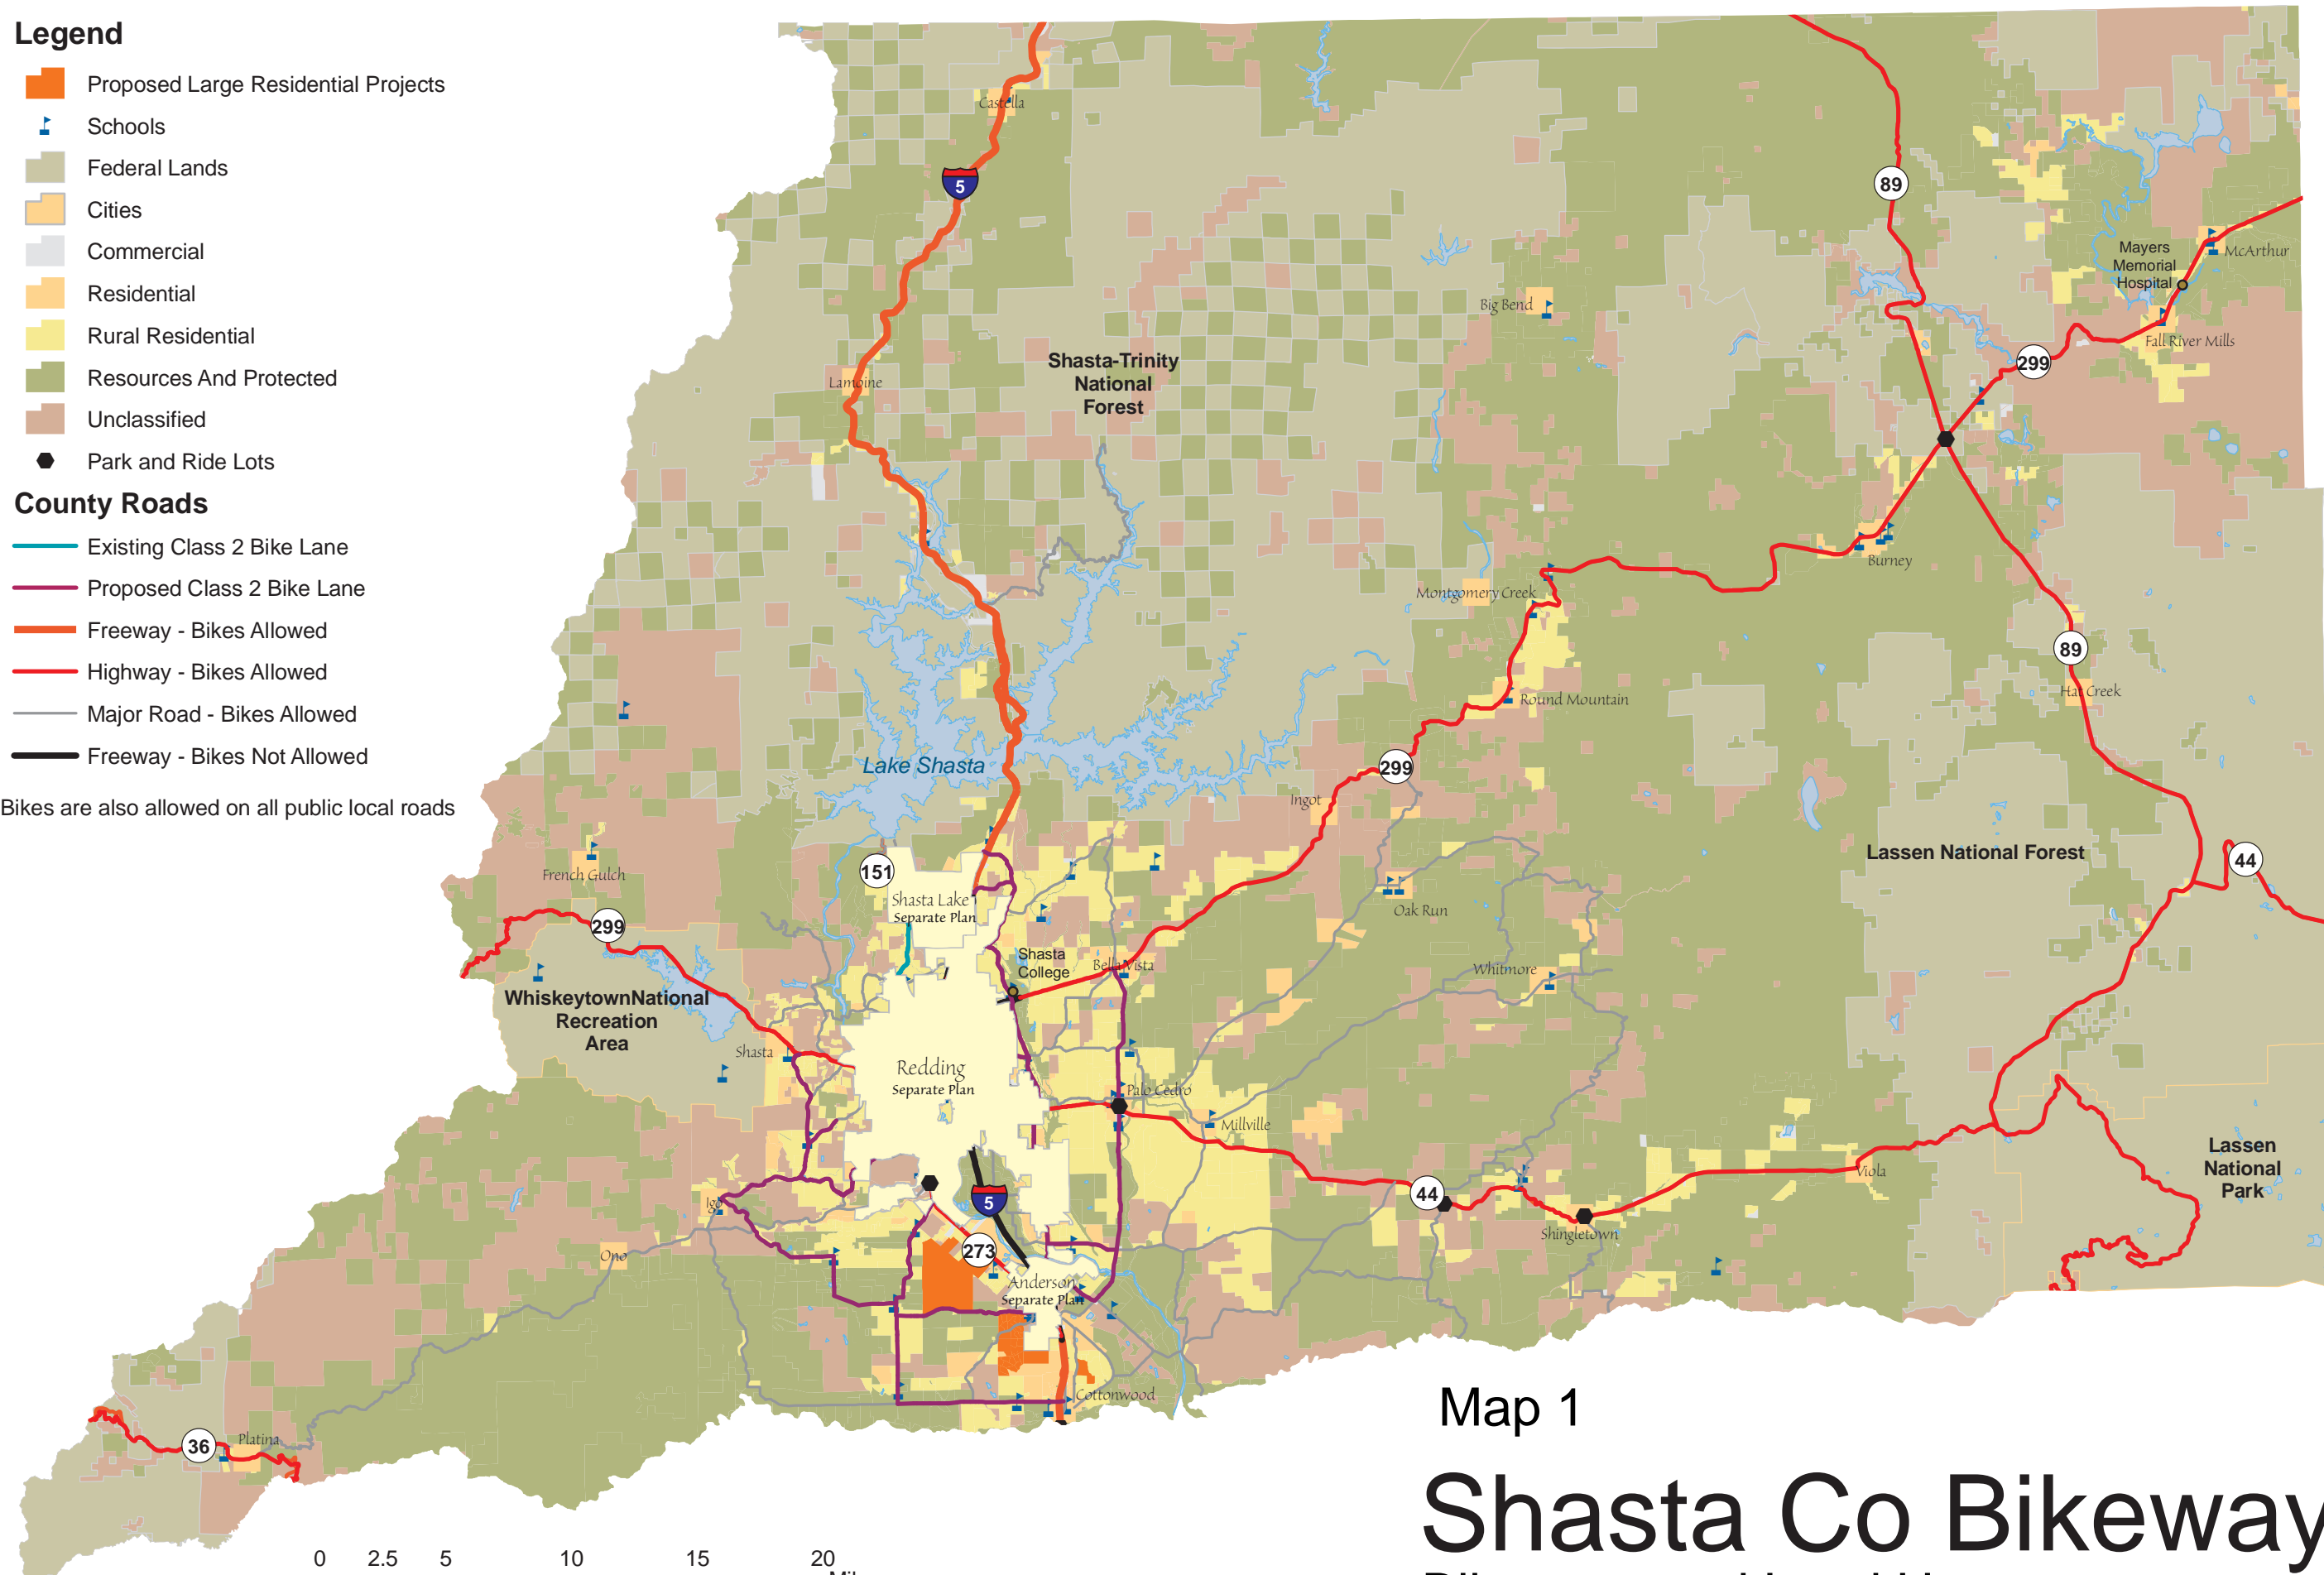 Legend
Proposed Large Residential Projects
Schools
Federal Lands
Cities
Commercial
Residential
Rural Residential
Resources And Protected
Unclassified
Park and Ride Lots
County Roads
Existing Class 2 Bike Lane
Proposed Class 2 Bike Lane
Freeway - Bikes Allowed
Highway - Bikes Allowed
Major Road - Bikes Allowed
Freeway - Bikes Not Allowed
Bikes are also allowed on all public local roads
Castella
5
89
Mayers
Memorial
Hospital
McArthur
Big Bend
Fall River Mills
299
Shasta-Trinity
National
Forest
Lamoine
Burney
Montgomery Creek
89
Hat Creek
Round Mountain
Lake Shasta
299
Ingot
Lassen National Forest
44
151
French Gulch
Shasta Lake
Separate Plan
Oak Run
299
Shasta
College
Bella Vista
Whitmore
WhiskeytownNational
Recreation
Area
Shasta
Redding
Separate Plan
Palo Cedro
Millville
Lassen
National
Park
Viola
44
Igo
5
Shingletown
Ono
273
Anderson
Separate Plan
Cottonwood
36
Platina
Map 1
Shasta Co Bikeway
0 2.5 5 10 15 20